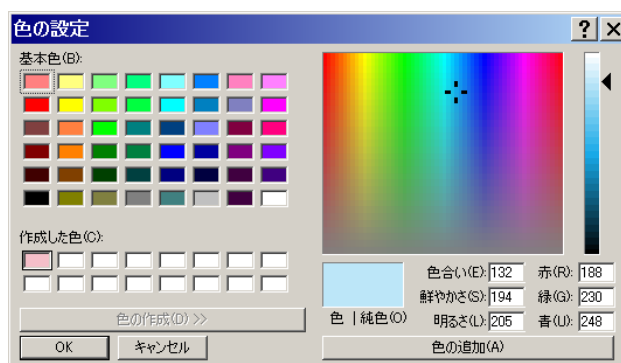 色の設定
基本色(B):
作成した色(C):
色の作成(D) >>
OK キャンセル
色 | 純色(O)
色合い(E): 132 赤(R): 188
鮮やかさ(S): 194 緑(G): 230
明るさ(L): 205 青(U): 248
色の追加(A)